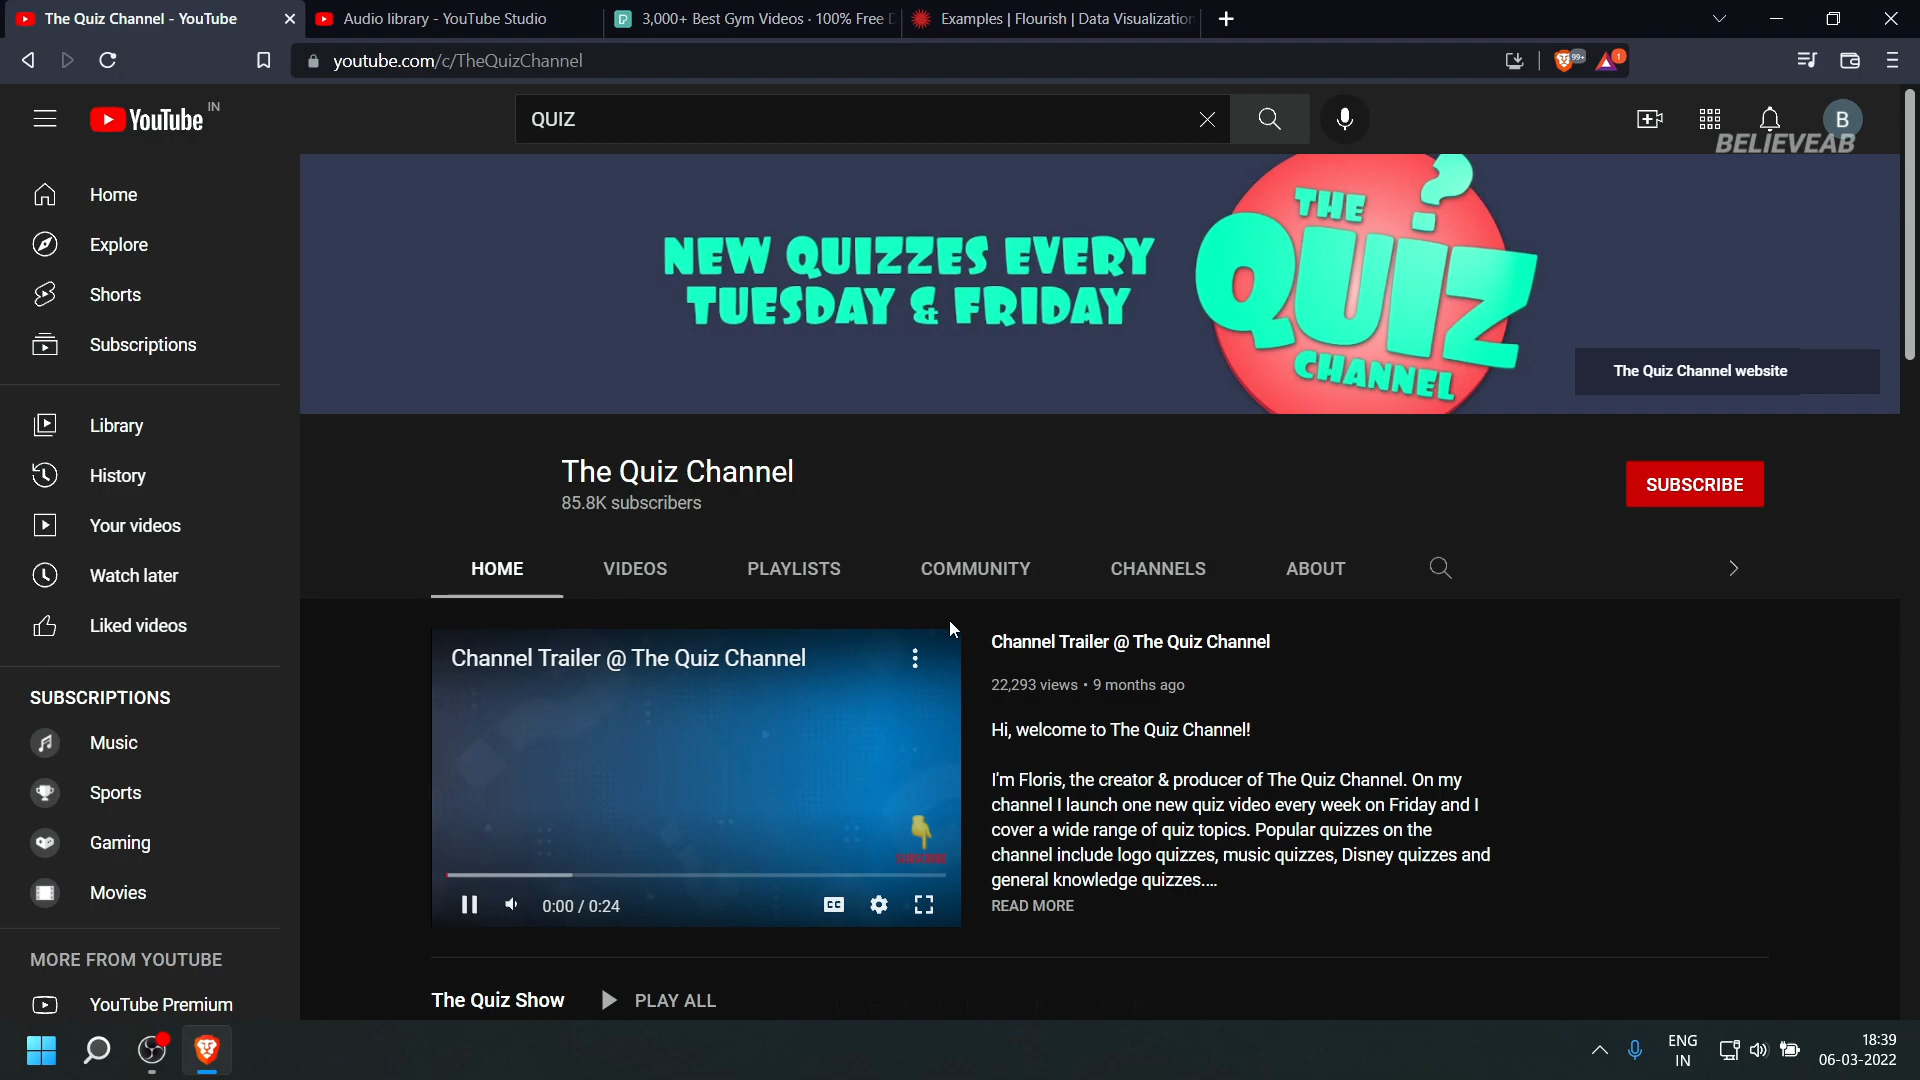 The Quiz Channel - YouTube
Audio library - YouTube Studio
3,000+ Best Gym Videos · 100% Free
Examples | Flourish | Data Visualization
youtube.com/c/TheQuizChannel
99+
1
YouTube IN
QUIZ
B
BELIEVEAB
Home
Explore
Shorts
Subscriptions
Library
History
Your videos
Watch later
Liked videos
SUBSCRIPTIONS
Music
Sports
Gaming
Movies
MORE FROM YOUTUBE
YouTube Premium
NEW QUIZZES EVERY
TUESDAY & FRIDAY
THE
QUIZ
CHANNEL
The Quiz Channel website
The Quiz Channel
85.8K subscribers
SUBSCRIBE
HOME
VIDEOS
PLAYLISTS
COMMUNITY
CHANNELS
ABOUT
Channel Trailer @ The Quiz Channel
SUBSCRIBE
0:00 / 0:24
CC
Channel Trailer @ The Quiz Channel
22,293 views • 9 months ago
Hi, welcome to The Quiz Channel!
I'm Floris, the creator & producer of The Quiz Channel. On my
channel I launch one new quiz video every week on Friday and I
cover a wide range of quiz topics. Popular quizzes on the
channel include logo quizzes, music quizzes, Disney quizzes and
general knowledge quizzes....
READ MORE
The Quiz Show
PLAY ALL
ENG
IN
18:39
06-03-2022